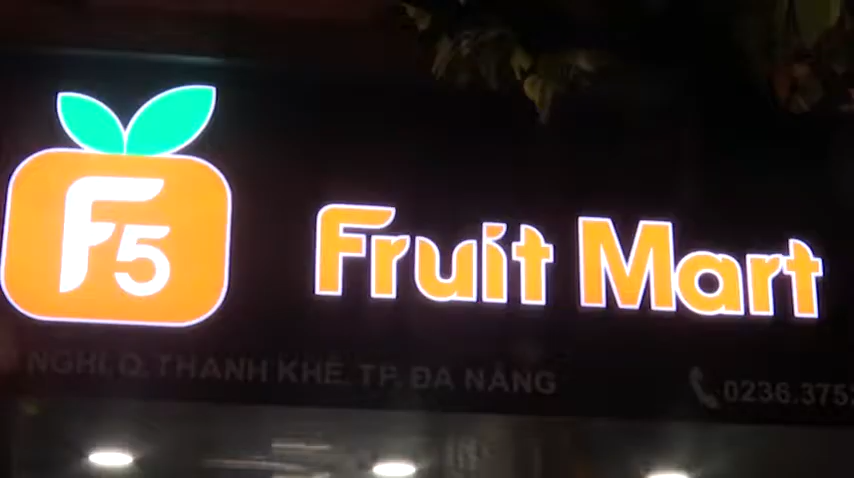 F5
Fruit Mart
NGHI, Q. THANH KHÊ, TP. ĐÀ NẴNG
0236.375